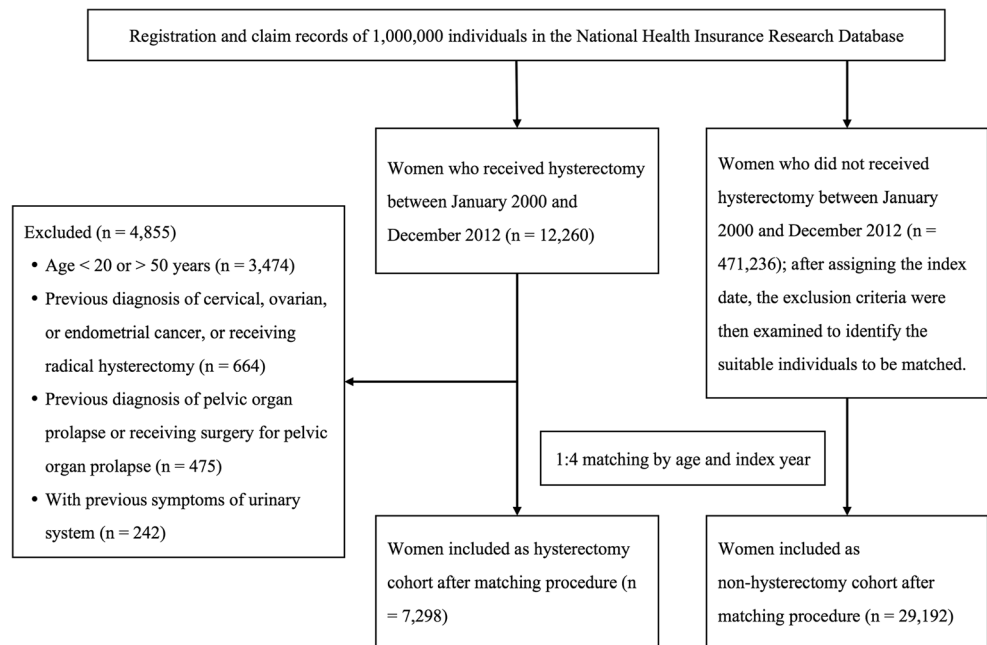 Registration and claim records of 1,000,000 individuals in the National Health Insurance Research Database
Women who received hysterectomy
between January 2000 and
December 2012 (n = 12,260)
Women who did not received
hysterectomy between January
2000 and December 2012 (n =
471,236); after assigning the index
date, the exclusion criteria were
then examined to identify the
suitable individuals to be matched.
Excluded (n = 4,855)
• Age < 20 or > 50 years (n = 3,474)
• Previous diagnosis of cervical, ovarian,
or endometrial cancer, or receiving
radical hysterectomy (n = 664)
• Previous diagnosis of pelvic organ
prolapse or receiving surgery for pelvic
organ prolapse (n = 475)
• With previous symptoms of urinary
system (n = 242)
1:4 matching by age and index year
Women included as hysterectomy
cohort after matching procedure (n
= 7,298)
Women included as
non-hysterectomy cohort after
matching procedure (n = 29,192)